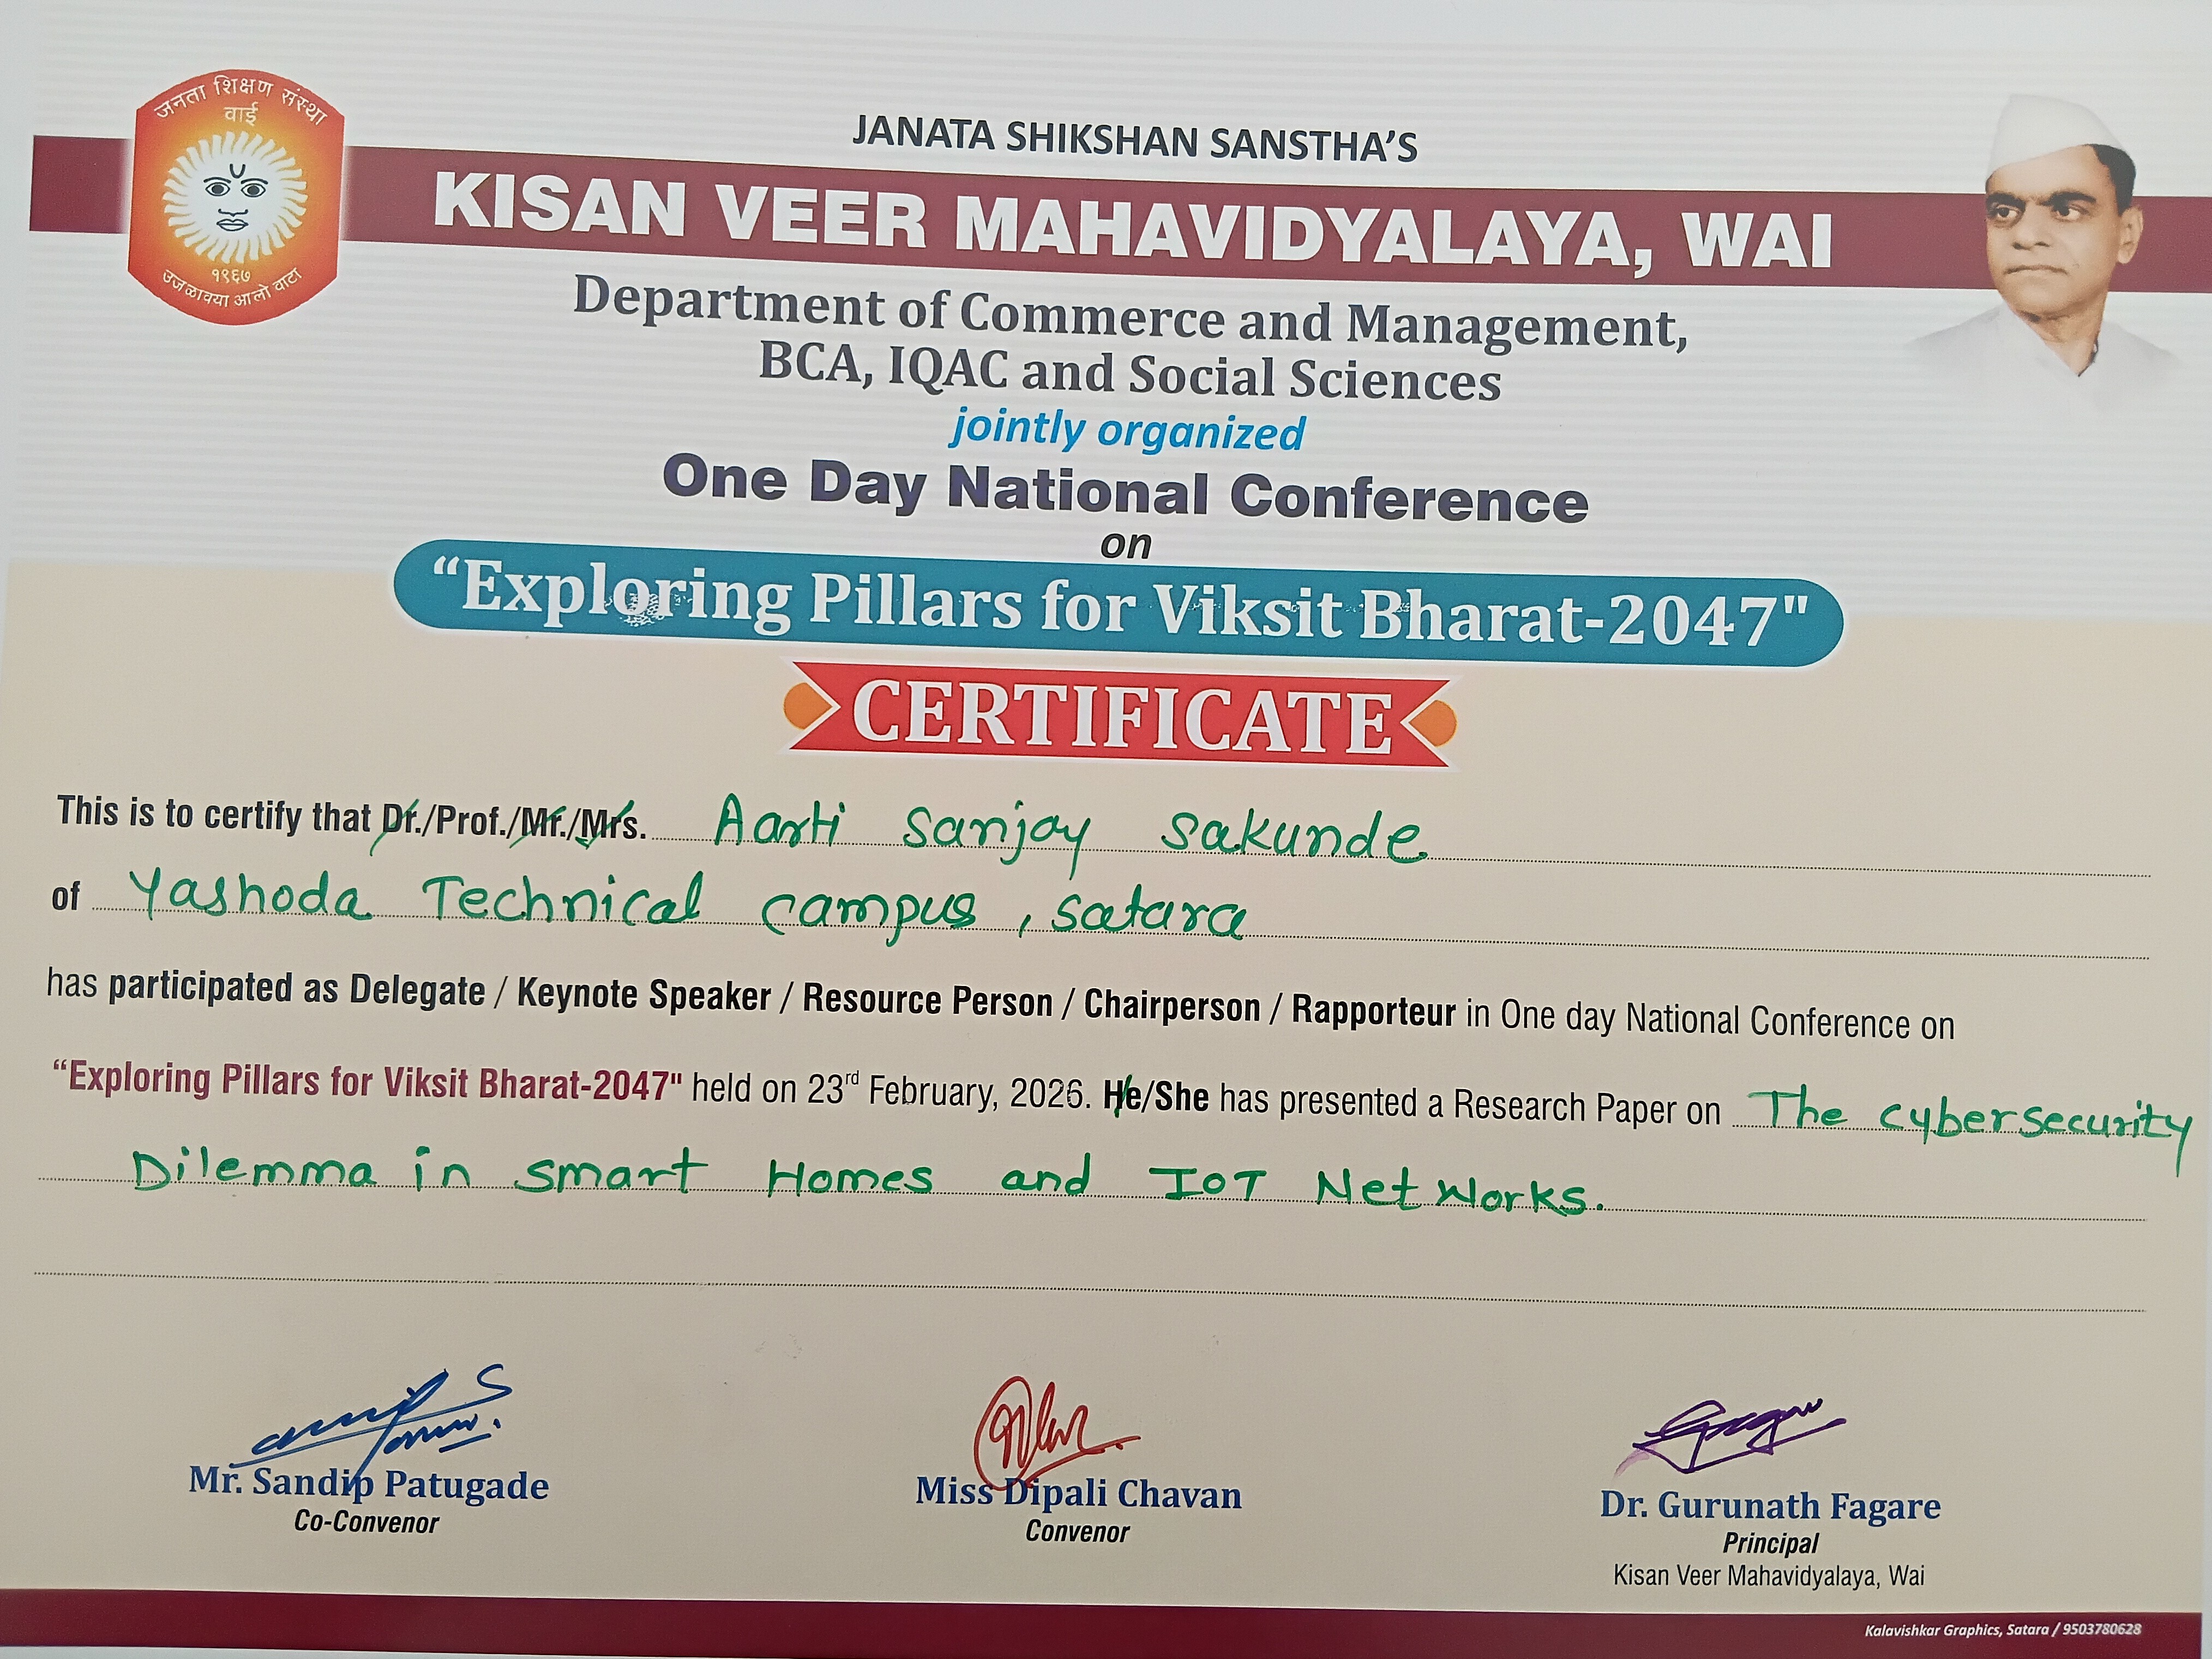 जनता शिक्षण संस्था
वाई
१९६७
उजळावया आलो वाटा
JANATA SHIKSHAN SANSTHA'S
KISAN VEER MAHAVIDYALAYA, WAI
Department of Commerce and Management,
BCA, IQAC and Social Sciences
jointly organized
One Day National Conference
on
“Exploring Pillars for Viksit Bharat-2047"
CERTIFICATE
This is to certify that Dr./Prof./Mr./Mrs. Aarti Sanjay Sakunde
of Yashoda Technical campus, satara
has participated as Delegate / Keynote Speaker / Resource Person / Chairperson / Rapporteur in One day National Conference on
“Exploring Pillars for Viksit Bharat-2047" held on 23rd February, 2026. He/She has presented a Research Paper on The cybersecurity
Dilemma in smart Homes and IoT NetWorks.
Mr. Sandip Patugade
Co-Convenor
Miss Dipali Chavan
Convenor
Dr. Gurunath Fagare
Principal
Kisan Veer Mahavidyalaya, Wai
Kalavishkar Graphics, Satara / 9503780628